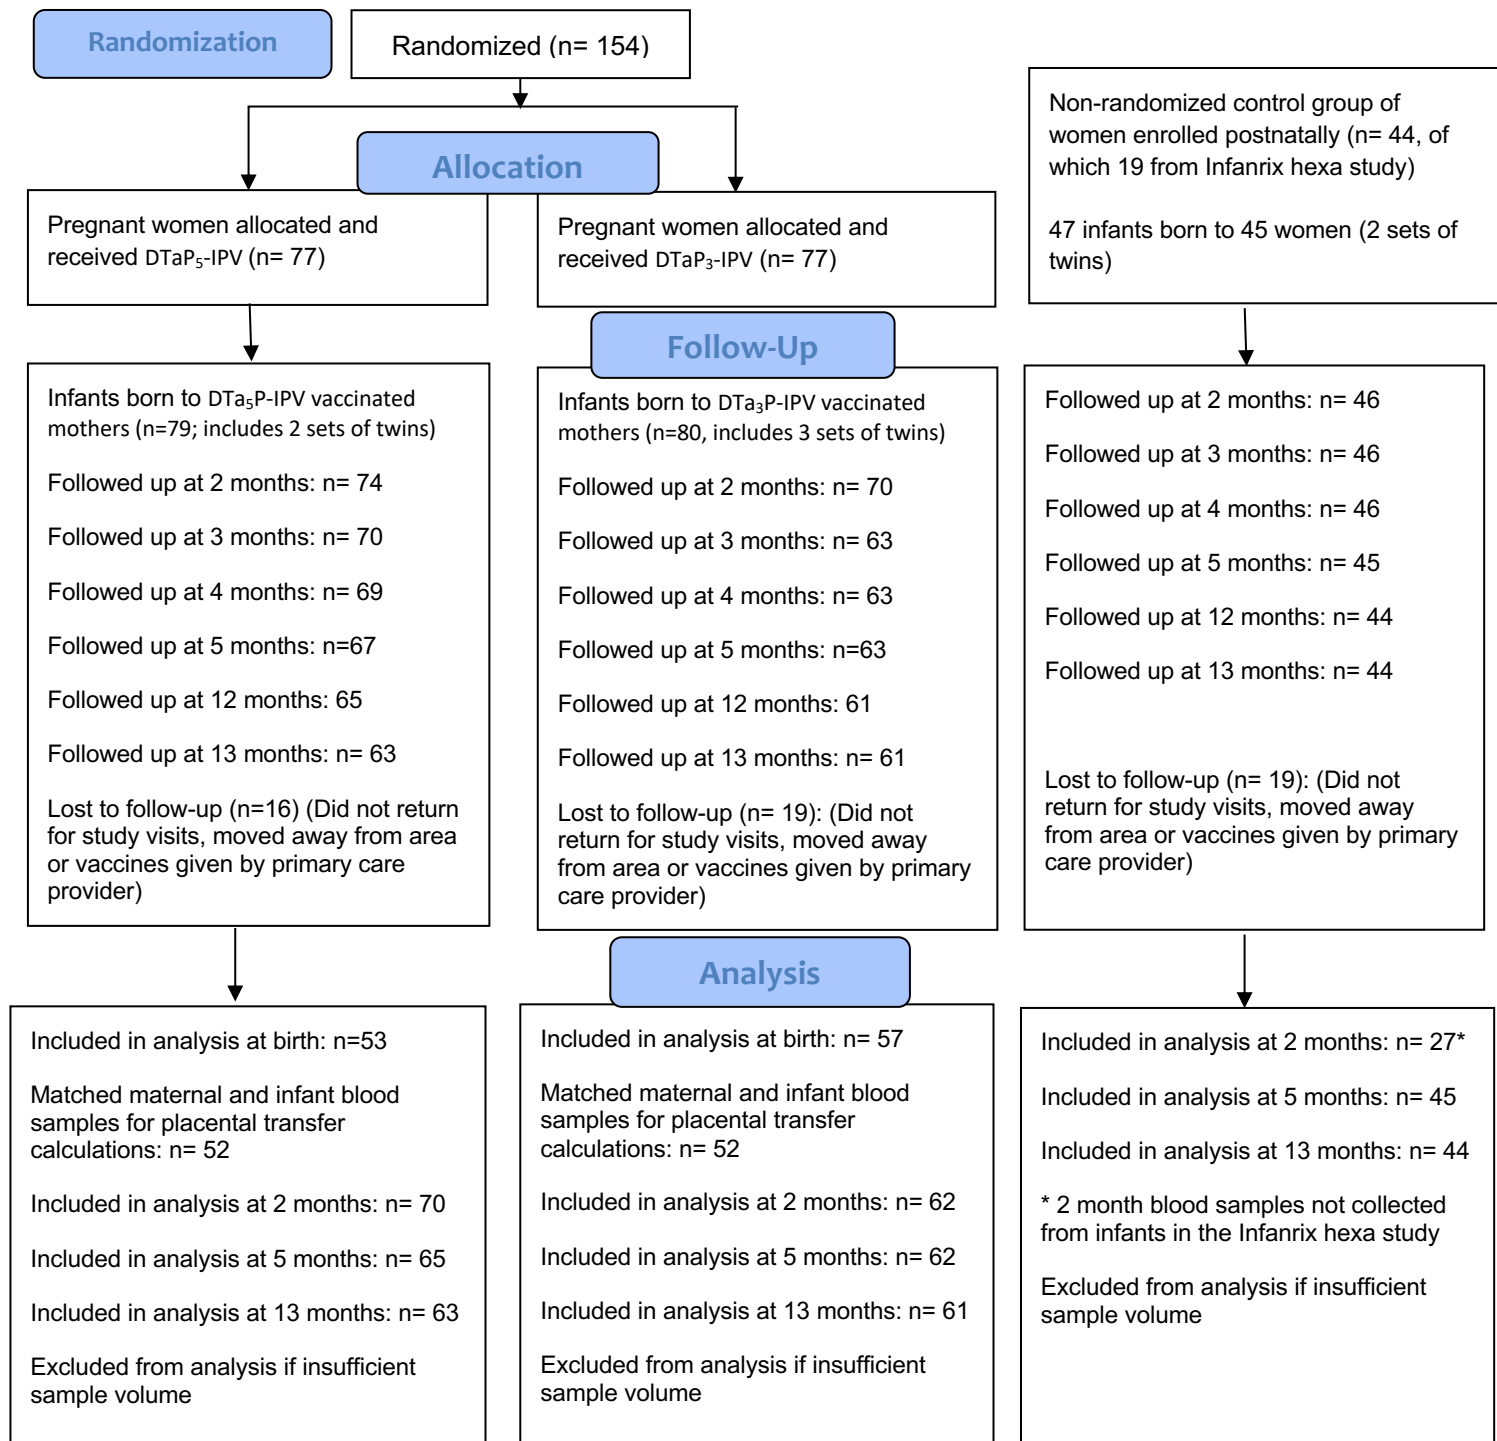 Randomization
Randomized (n= 154)
Allocation
Pregnant women allocated and
received DTaP₅-IPV (n= 77)
Pregnant women allocated and
received DTaP₃-IPV (n= 77)
Non-randomized control group of
women enrolled postnatally (n= 44, of
which 19 from Infanrix hexa study)
47 infants born to 45 women (2 sets of
twins)
Follow-Up
Infants born to DTa₅P-IPV vaccinated
mothers (n=79; includes 2 sets of twins)
Followed up at 2 months: n= 74
Followed up at 3 months: n= 70
Followed up at 4 months: n= 69
Followed up at 5 months: n=67
Followed up at 12 months: 65
Followed up at 13 months: n= 63
Lost to follow-up (n=16) (Did not return
for study visits, moved away from area
or vaccines given by primary care
provider)
Infants born to DTa₃P-IPV vaccinated
mothers (n=80, includes 3 sets of twins)
Followed up at 2 months: n= 70
Followed up at 3 months: n= 63
Followed up at 4 months: n= 63
Followed up at 5 months: n=63
Followed up at 12 months: 61
Followed up at 13 months: n= 61
Lost to follow-up (n= 19): (Did not
return for study visits, moved away
from area or vaccines given by primary
care provider)
Followed up at 2 months: n= 46
Followed up at 3 months: n= 46
Followed up at 4 months: n= 46
Followed up at 5 months: n= 45
Followed up at 12 months: n= 44
Followed up at 13 months: n= 44
Lost to follow-up (n= 19): (Did not
return for study visits, moved away
from area or vaccines given by primary
care provider)
Analysis
Included in analysis at birth: n=53
Matched maternal and infant blood
samples for placental transfer
calculations: n= 52
Included in analysis at 2 months: n= 70
Included in analysis at 5 months: n= 65
Included in analysis at 13 months: n= 63
Excluded from analysis if insufficient
sample volume
Included in analysis at birth: n= 57
Matched maternal and infant blood
samples for placental transfer
calculations: n= 52
Included in analysis at 2 months: n= 62
Included in analysis at 5 months: n= 62
Included in analysis at 13 months: n= 61
Excluded from analysis if insufficient
sample volume
Included in analysis at 2 months: n= 27*
Included in analysis at 5 months: n= 45
Included in analysis at 13 months: n= 44
* 2 month blood samples not collected
from infants in the Infanrix hexa study
Excluded from analysis if insufficient
sample volume